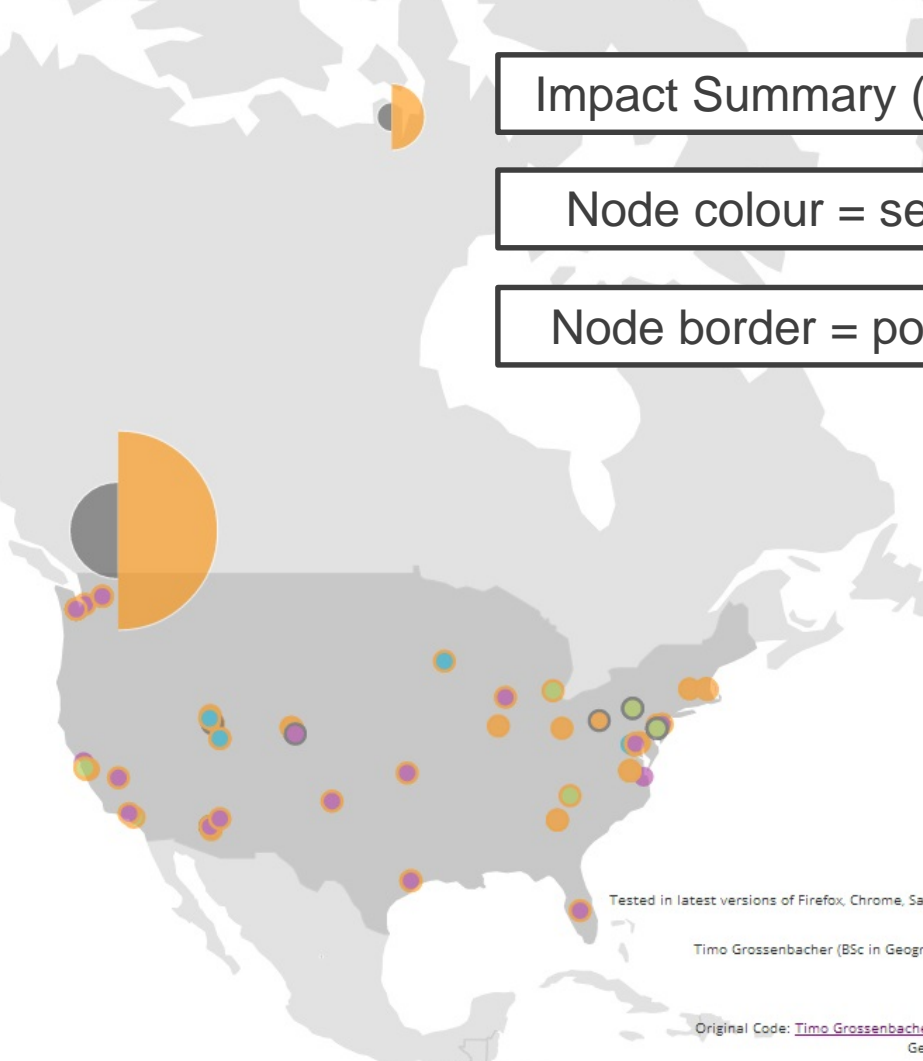 Impact Summary (
Node colour = se
Node border = po
Tested in latest versions of Firefox, Chrome, Sa
Timo Grossenbacher (BSc in Geogr
Original Code: Timo Grossenbache
Ge